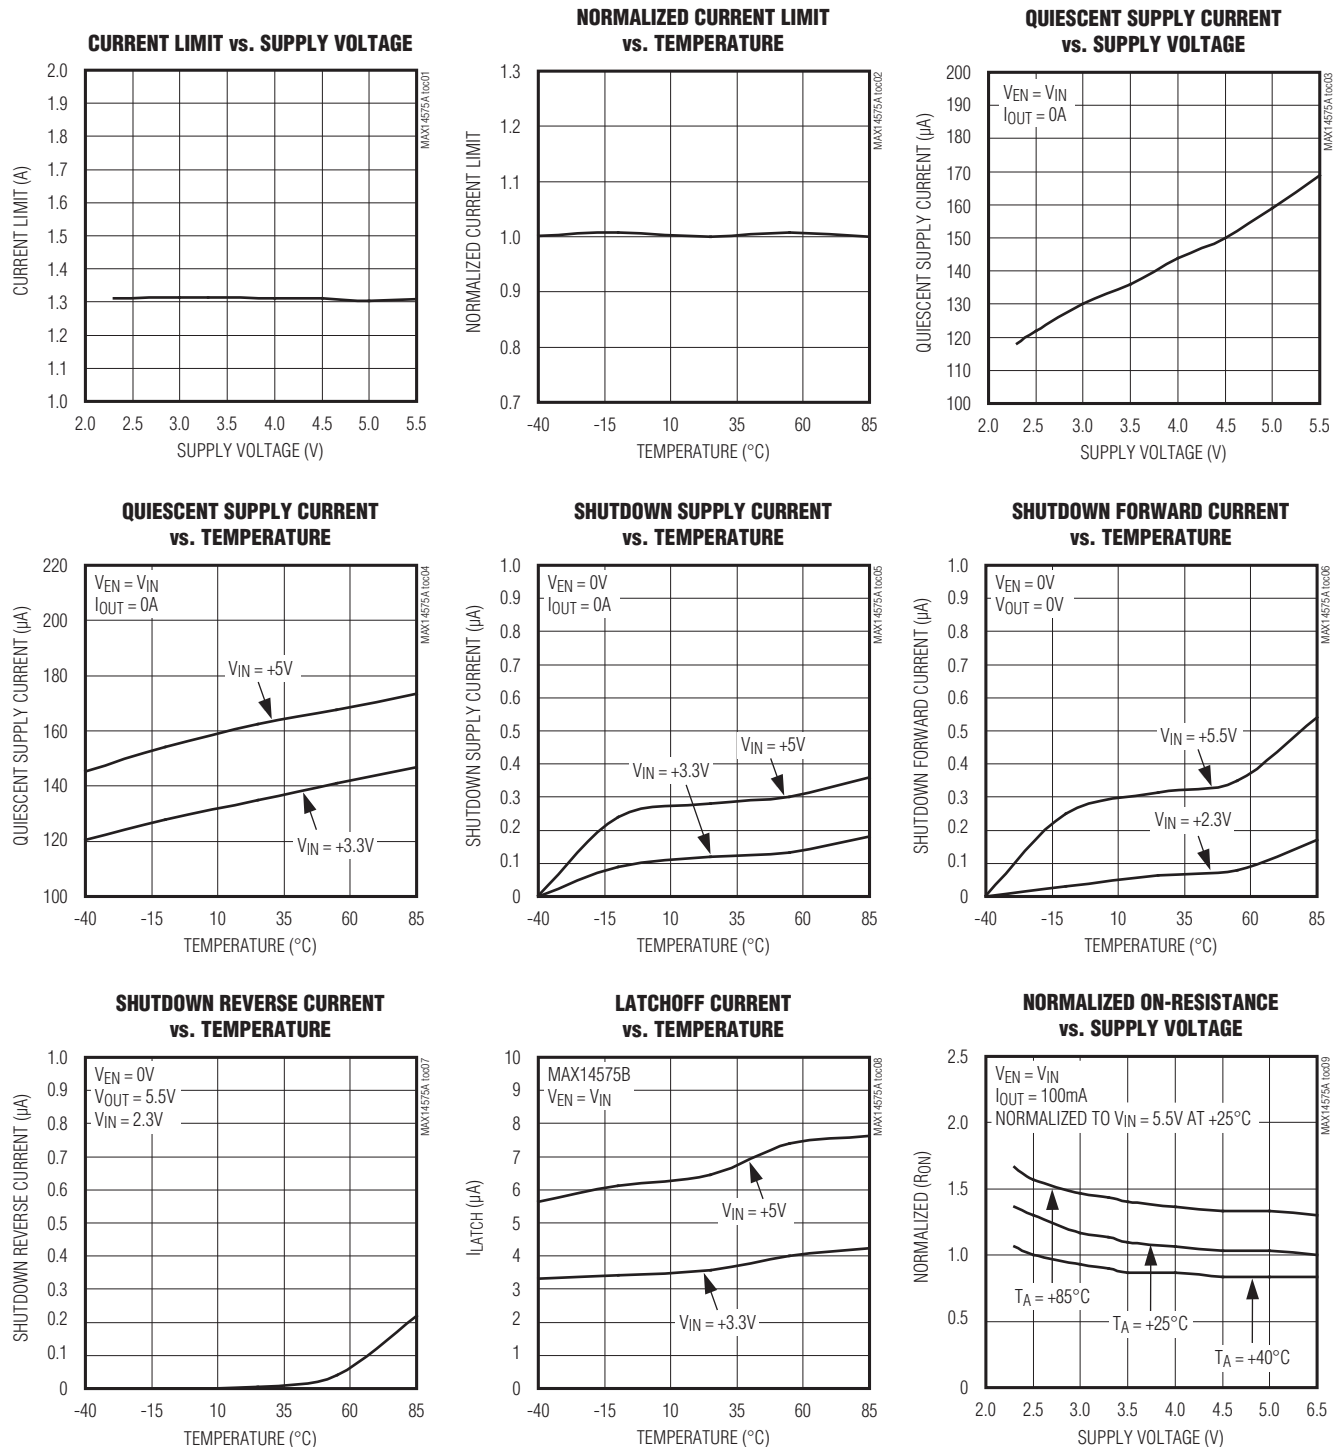 CURRENT LIMIT vs. SUPPLY VOLTAGE
MAX14575A toc01
CURRENT LIMIT (A)
2.0
1.9
1.8
1.7
1.6
1.5
1.4
1.3
1.2
1.1
1.0
2.0 2.5 3.0 3.5 4.0 4.5 5.0 5.5
SUPPLY VOLTAGE (V)
NORMALIZED CURRENT LIMIT
vs. TEMPERATURE
MAX14575A toc02
NORMALIZED CURRENT LIMIT
1.3
1.2
1.1
1.0
0.9
0.8
0.7
-40 -15 10 35 60 85
TEMPERATURE (°C)
QUIESCENT SUPPLY CURRENT
vs. SUPPLY VOLTAGE
MAX14575A toc03
QUIESCENT SUPPLY CURRENT (µA)
200
190
180
170
160
150
140
130
120
110
100
VEN = VIN
IOUT = 0A
2.0 2.5 3.0 3.5 4.0 4.5 5.0 5.5
SUPPLY VOLTAGE (V)
QUIESCENT SUPPLY CURRENT
vs. TEMPERATURE
MAX14575A toc04
QUIESCENT SUPPLY CURRENT (µA)
220
200
180
160
140
120
100
VEN = VIN
IOUT = 0A
VIN = +5V
VIN = +3.3V
-40 -15 10 35 60 85
TEMPERATURE (°C)
SHUTDOWN SUPPLY CURRENT
vs. TEMPERATURE
MAX14575A toc05
SHUTDOWN SUPPLY CURRENT (µA)
1.0
0.9
0.8
0.7
0.6
0.5
0.4
0.3
0.2
0.1
0
VEN = 0V
IOUT = 0A
VIN = +5V
VIN = +3.3V
-40 -15 10 35 60 85
TEMPERATURE (°C)
SHUTDOWN FORWARD CURRENT
vs. TEMPERATURE
MAX14575A toc06
SHUTDOWN FORWARD CURRENT (µA)
1.0
0.9
0.8
0.7
0.6
0.5
0.4
0.3
0.2
0.1
0
VEN = 0V
VOUT = 0V
VIN = +5.5V
VIN = +2.3V
-40 -15 10 35 60 85
TEMPERATURE (°C)
SHUTDOWN REVERSE CURRENT
vs. TEMPERATURE
MAX14575A toc07
SHUTDOWN REVERSE CURRENT (µA)
1.0
0.9
0.8
0.7
0.6
0.5
0.4
0.3
0.2
0.1
0
VEN = 0V
VOUT = 5.5V
VIN = 2.3V
-40 -15 10 35 60 85
TEMPERATURE (°C)
LATCHOFF CURRENT
vs. TEMPERATURE
MAX14575A toc08
ILATCH (µA)
10
9
8
7
6
5
4
3
2
1
0
MAX14575B
VEN = VIN
VIN = +5V
VIN = +3.3V
-40 -15 10 35 60 85
TEMPERATURE (°C)
NORMALIZED ON-RESISTANCE
vs. SUPPLY VOLTAGE
MAX14575A toc09
NORMALIZED (RON)
2.5
2.0
1.5
1.0
0.5
0
VEN = VIN
IOUT = 100mA
NORMALIZED TO VIN = 5.5V AT +25°C
TA = +85°C
TA = +25°C
TA = +40°C
2.0 2.5 3.0 3.5 4.0 4.5 5.0 6.5
SUPPLY VOLTAGE (V)